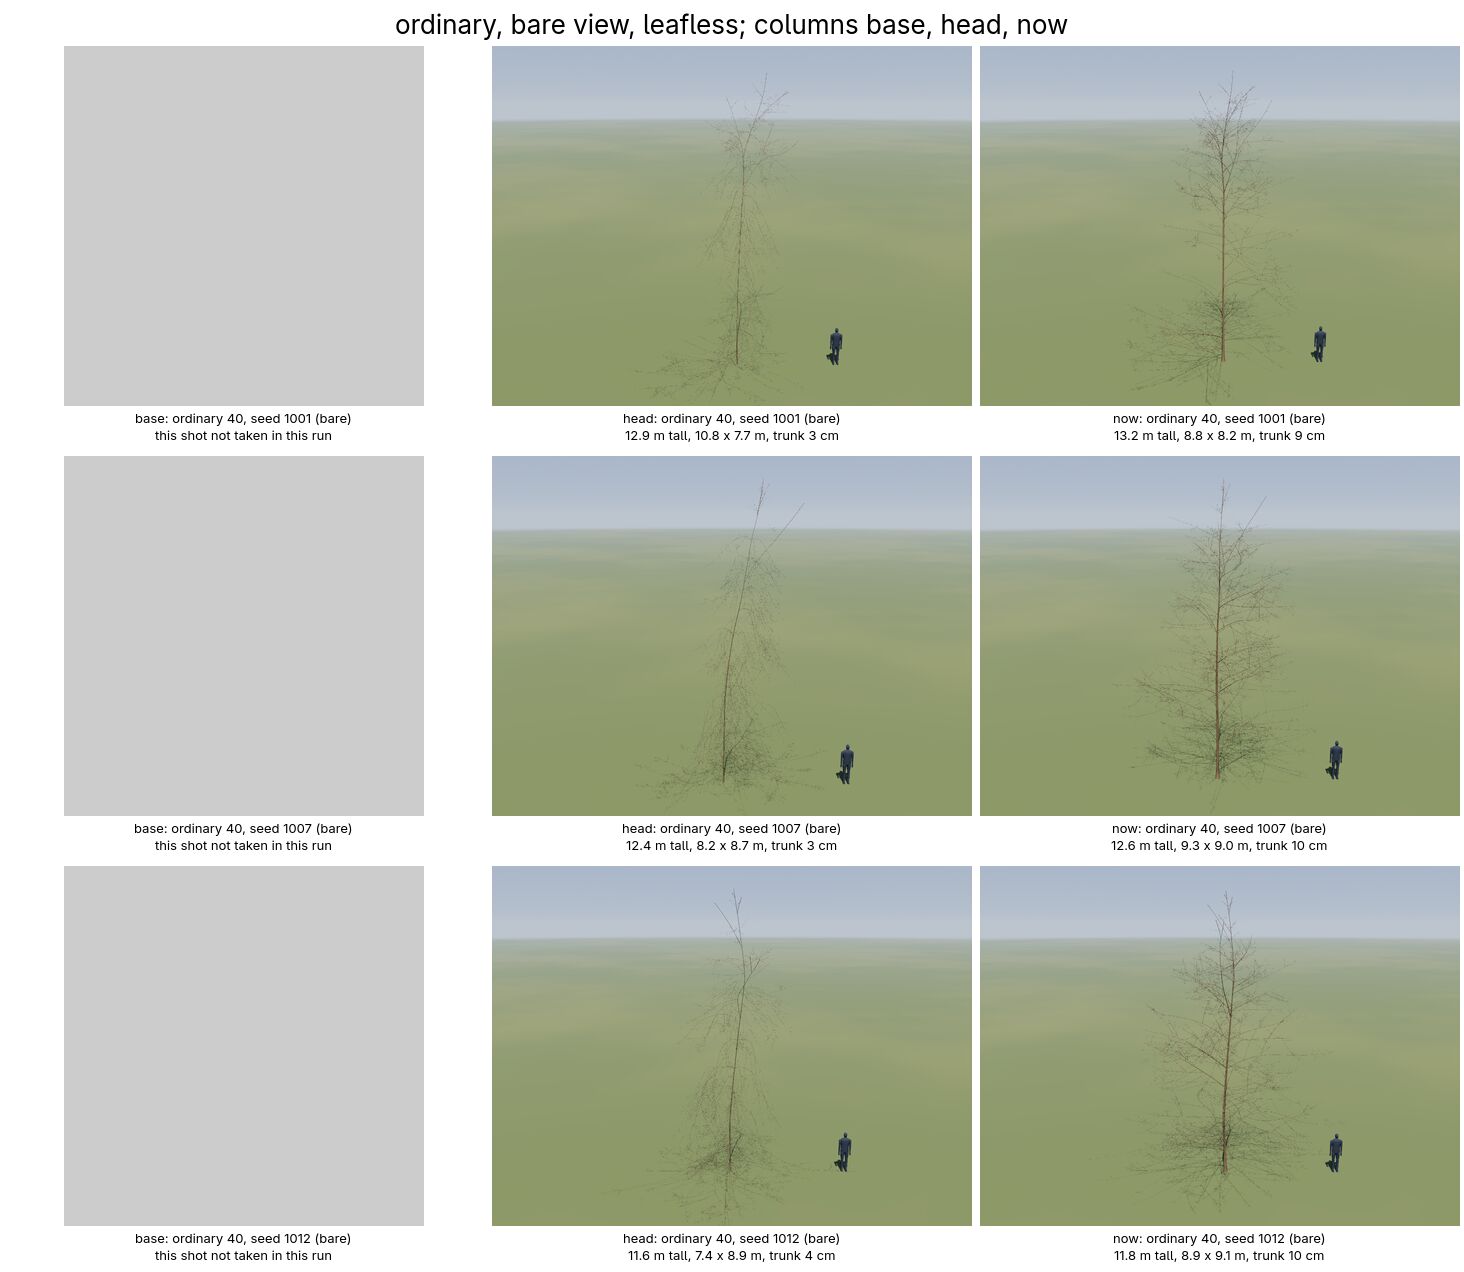 ordinary, bare view, leafless; columns base, head, now
base: ordinary 40, seed 1001 (bare)
this shot not taken in this run
head: ordinary 40, seed 1001 (bare)
12.9 m tall, 10.8 x 7.7 m, trunk 3 cm
now: ordinary 40, seed 1001 (bare)
13.2 m tall, 8.8 x 8.2 m, trunk 9 cm
base: ordinary 40, seed 1007 (bare)
this shot not taken in this run
head: ordinary 40, seed 1007 (bare)
12.4 m tall, 8.2 x 8.7 m, trunk 3 cm
now: ordinary 40, seed 1007 (bare)
12.6 m tall, 9.3 x 9.0 m, trunk 10 cm
base: ordinary 40, seed 1012 (bare)
this shot not taken in this run
head: ordinary 40, seed 1012 (bare)
11.6 m tall, 7.4 x 8.9 m, trunk 4 cm
now: ordinary 40, seed 1012 (bare)
11.8 m tall, 8.9 x 9.1 m, trunk 10 cm